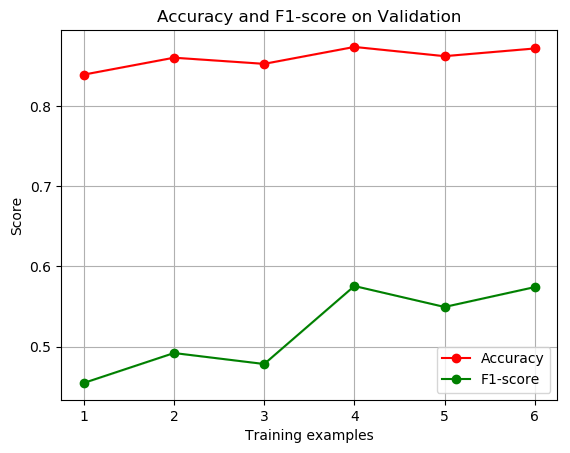 Accuracy and F1-score on Validation
Score
0.8
0.7
0.6
0.5
Accuracy
F1-score
1 2 3 4 5 6
Training examples